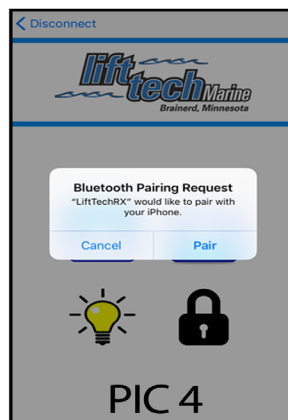 Disconnect
lift
tech Marine
Brainerd, Minnesota
Bluetooth Pairing Request
"LiftTechRX" would like to pair with
your iPhone.
Cancel Pair
PIC 4